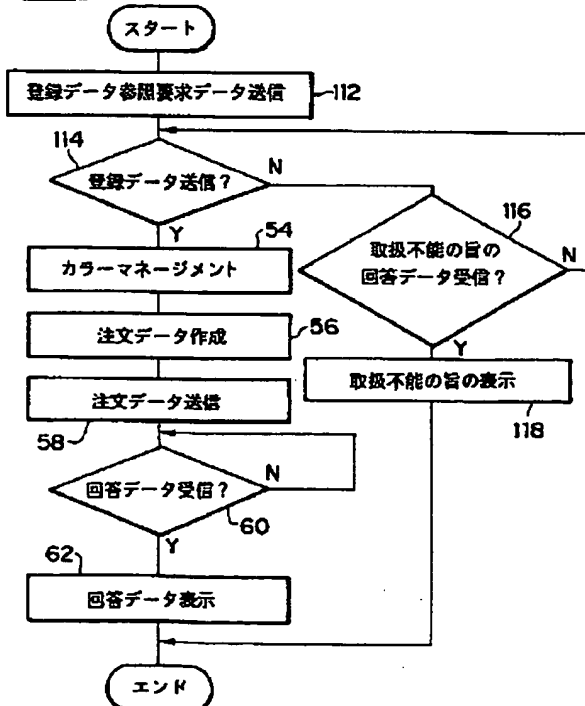 スタート
登録データ参照要求データ送信
112
114
登録データ送信？
N
Y
116
取扱不能の旨の
回答データ受信？
N
Y
54
カラーマネージメント
注文データ作成
56
取扱不能の旨の表示
118
注文データ送信
58
回答データ受信？
N
60
Y
62
回答データ表示
エンド